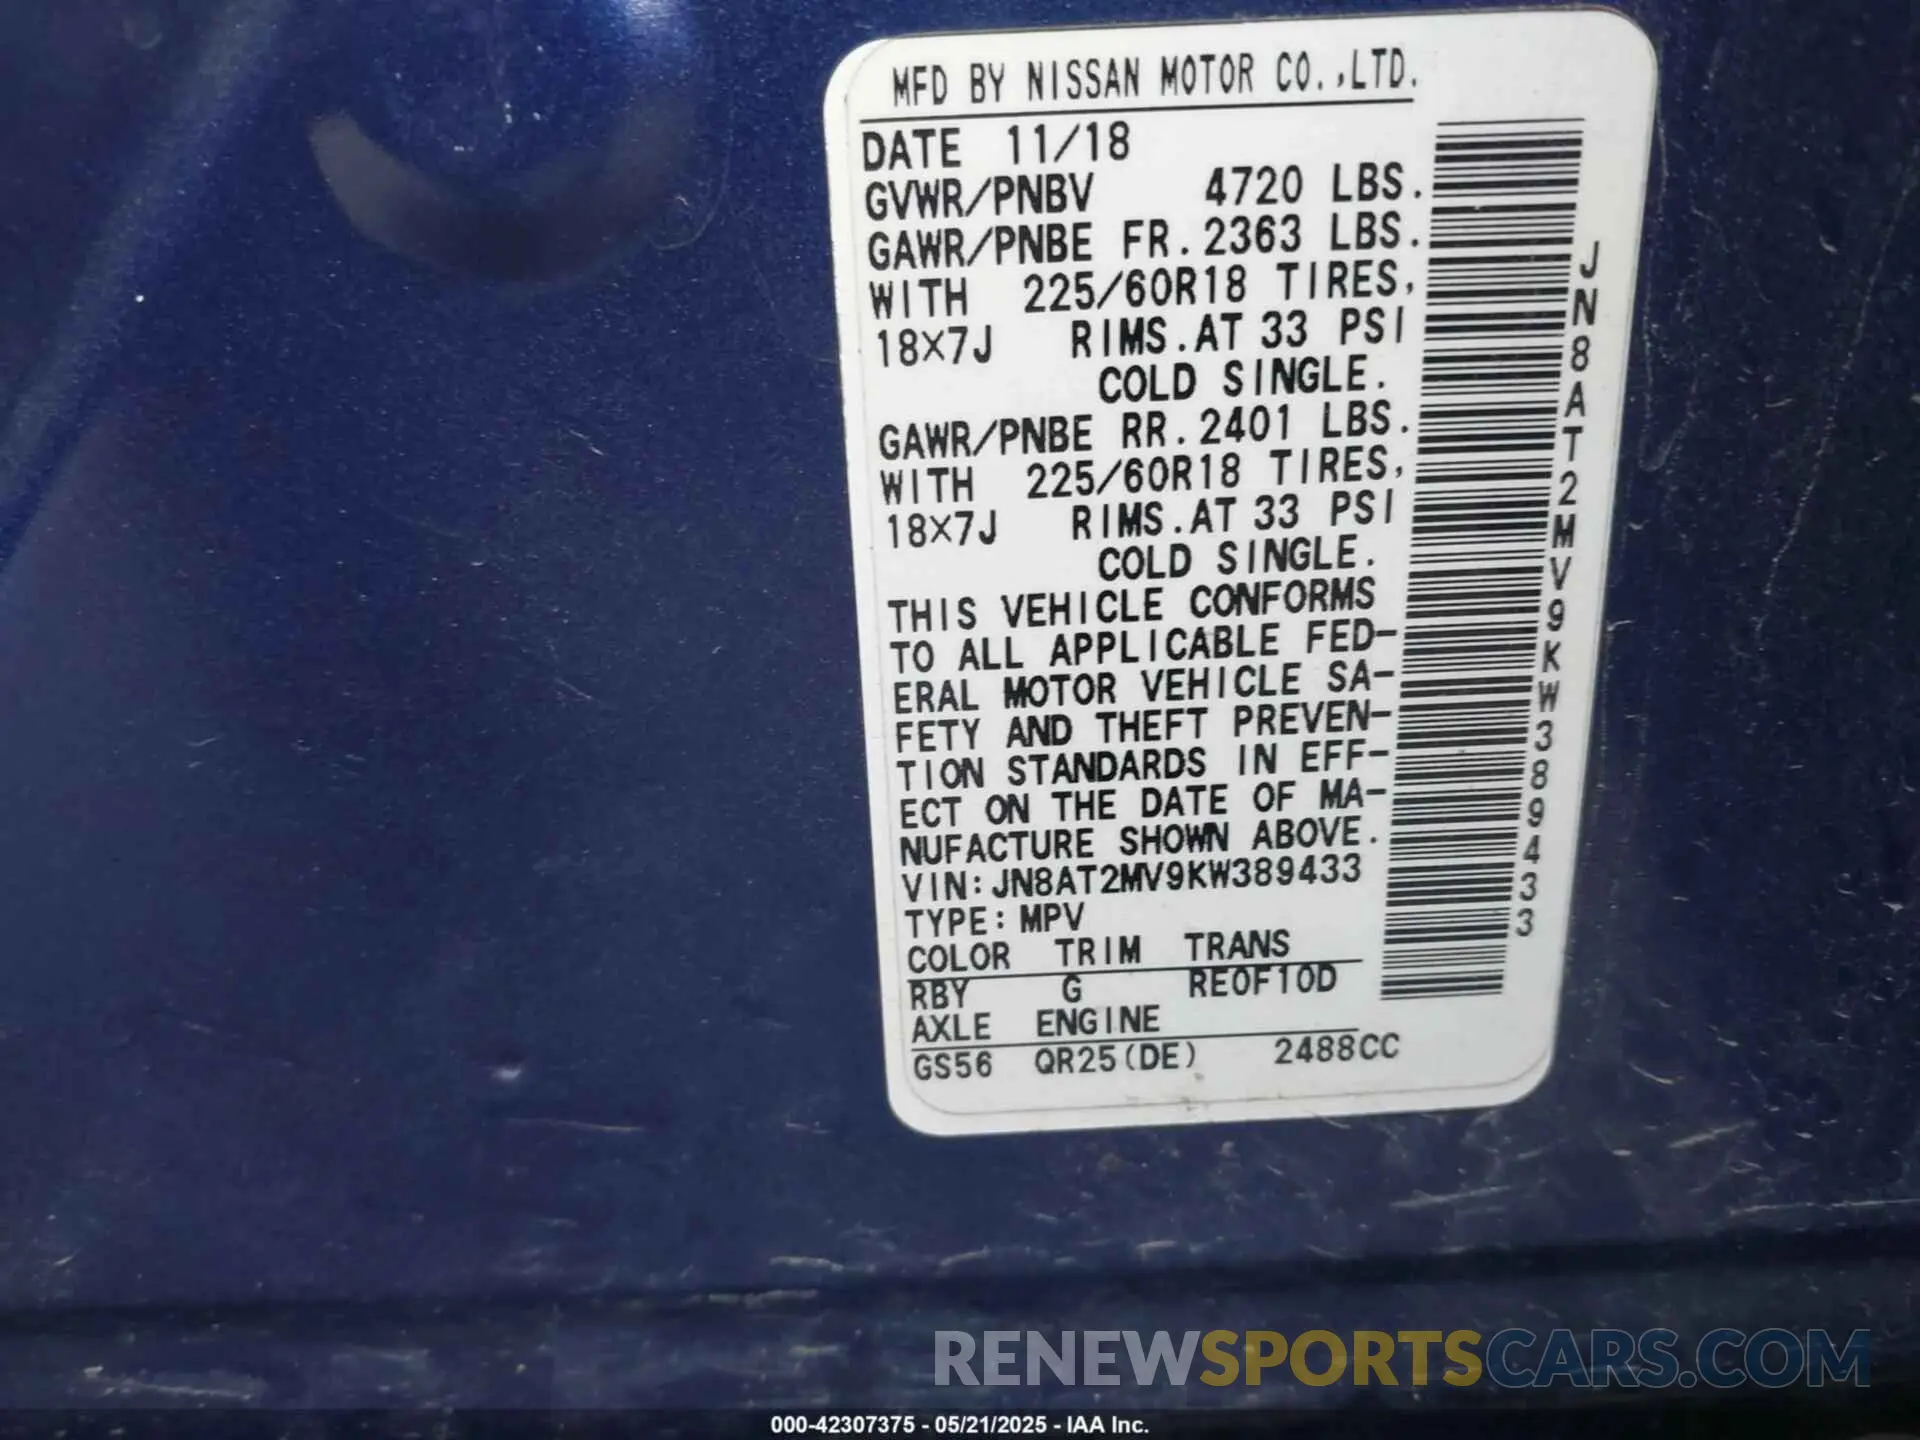 MFD BY NISSAN MOTOR CO.,LTD.
DATE 11/18
GVWR/PNBV 4720 LBS.
GAWR/PNBE FR.2363 LBS.
WITH 225/60R18 TIRES,
18×7J RIMS.AT 33 PSI
COLD SINGLE.
GAWR/PNBE RR.2401 LBS.
WITH 225/60R18 TIRES,
18×7J RIMS.AT 33 PSI
COLD SINGLE.
THIS VEHICLE CONFORMS
TO ALL APPLICABLE FED-
ERAL MOTOR VEHICLE SA-
FETY AND THEFT PREVEN-
TION STANDARDS IN EFF-
ECT ON THE DATE OF MA-
NUFACTURE SHOWN ABOVE.
VIN:JN8AT2MV9KW389433
TYPE:MPV
COLOR TRIM TRANS
RBY G RE0F10D
AXLE ENGINE
GS56 QR25(DE) 2488CC
JN8AT2MV9KW389433
RENEWSPORTSCARS.COM
000-42307375 - 05/21/2025 - IAA Inc.